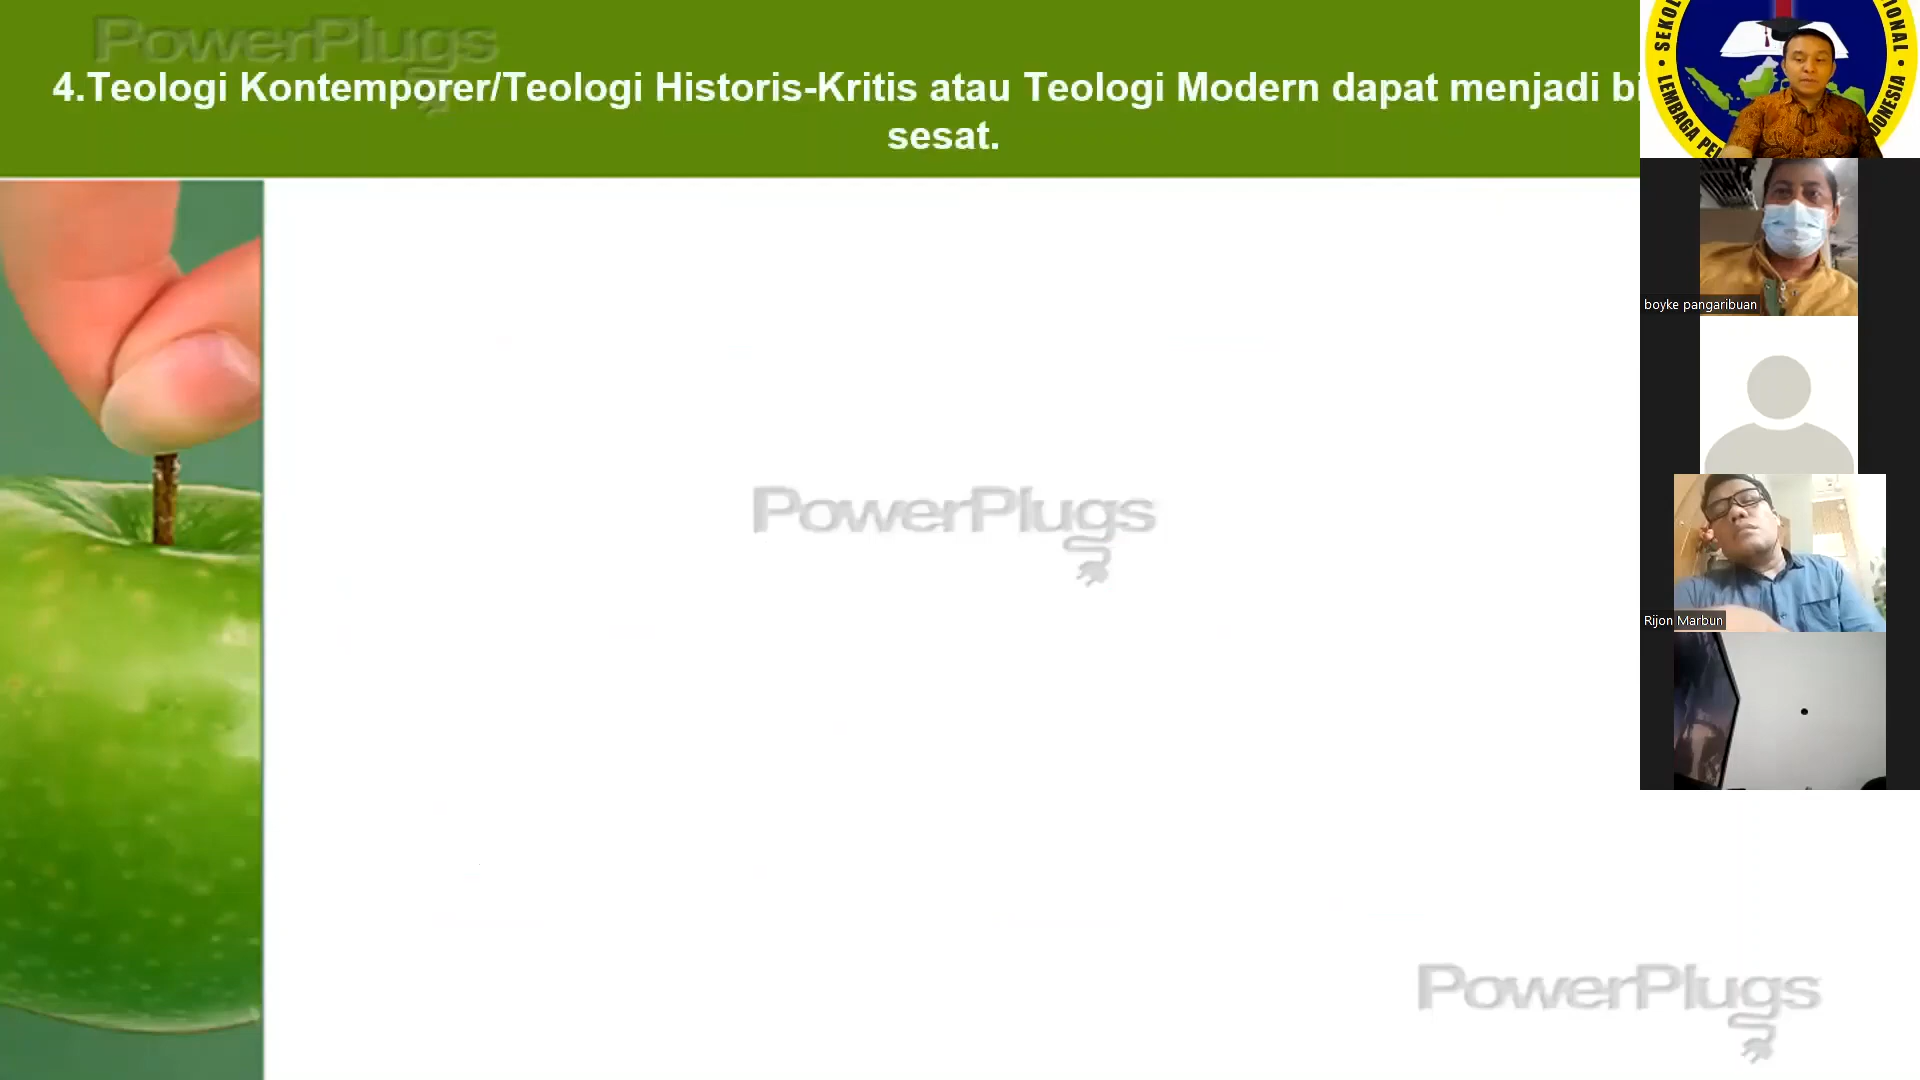 PowerPlugs
4.Teologi Kontemporer/Teologi Historis-Kritis atau Teologi Modern dapat menjadi
sesat.
PowerPlugs
PowerPlugs
LEMBAGA
boyke pangaribuan
Rijon Marbun